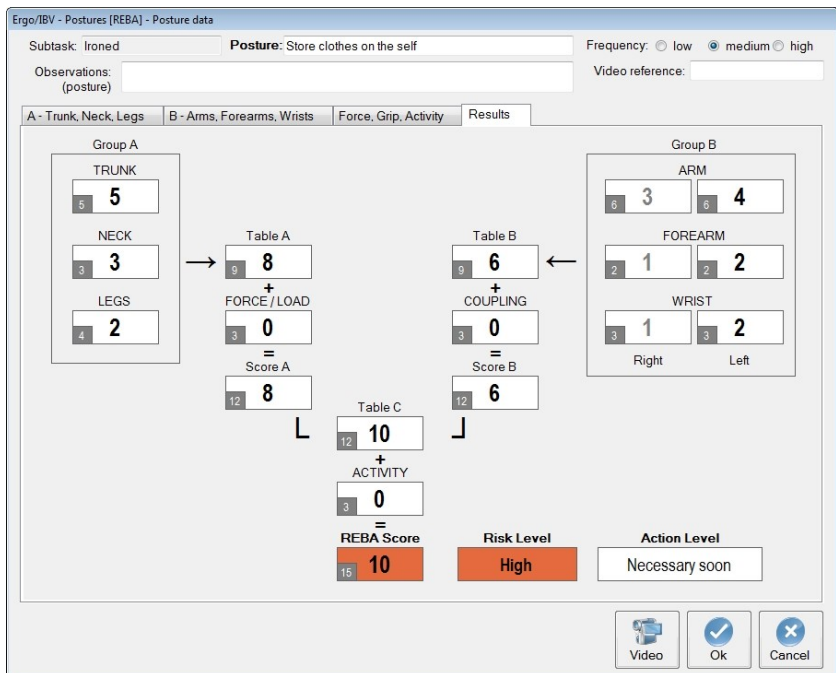 Ergo/IBV - Postures [REBA] - Posture data
Subtask: Ironed Posture: Store clothes on the self Frequency: low medium high
Observations: (posture) Video reference:
A - Trunk, Neck, Legs B - Arms, Forearms, Wrists Force, Grip, Activity Results
Group A Group B
TRUNK ARM
5 5 6 3 6 4
NECK Table A Table B FOREARM
3 3 → 9 8 9 6 ← 2 1 2 2
+ +
LEGS FORCE / LOAD COUPLING WRIST
4 2 3 0 3 0 3 1 3 2
= =
Score A Score B Right Left
12 8 12 6
Table C
12 10
+
ACTIVITY
3 0
=
REBA Score Risk Level Action Level
15 10 High Necessary soon
Video Ok Cancel